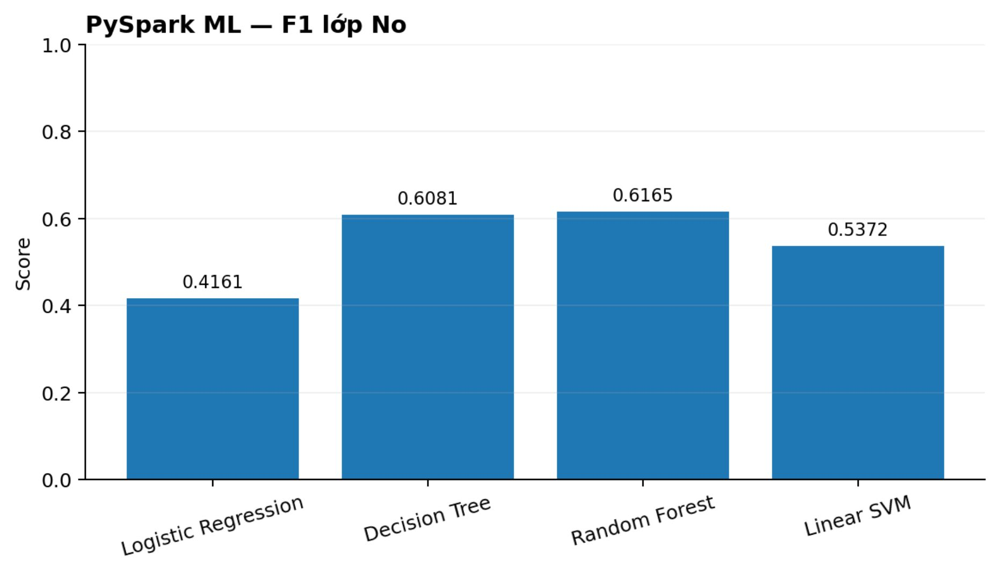 PySpark ML — F1 lớp No
1.0
0.8
0.6
0.4
0.2
0.0
Score
0.4161
0.6081
0.6165
0.5372
Logistic Regression
Decision Tree
Random Forest
Linear SVM